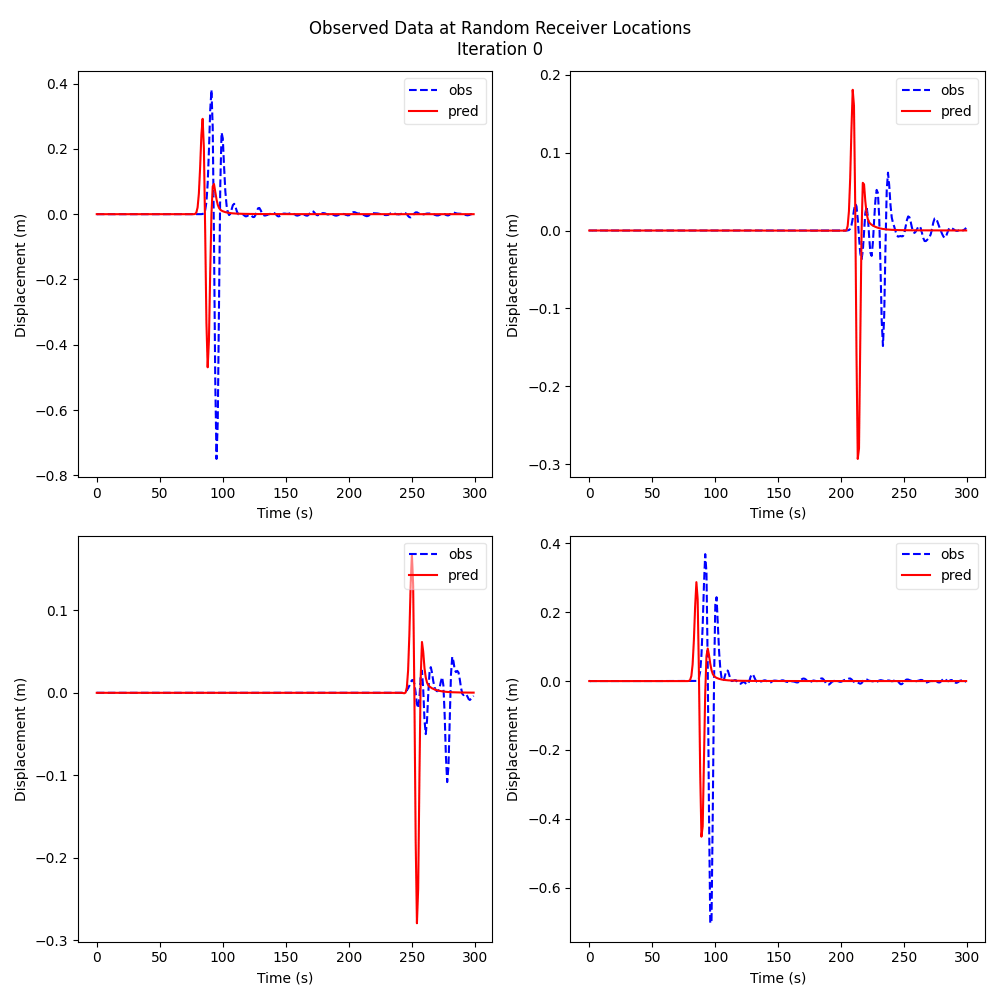 Observed Data at Random Receiver Locations
Iteration 0
obs
pred
Displacement (m)
0.4
0.2
0.0
−0.2
−0.4
−0.6
−0.8
0 50 100 150 200 250 300
Time (s)
obs
pred
Displacement (m)
0.2
0.1
0.0
−0.1
−0.2
−0.3
0 50 100 150 200 250 300
Time (s)
obs
pred
Displacement (m)
0.1
0.0
−0.1
−0.2
−0.3
0 50 100 150 200 250 300
Time (s)
obs
pred
Displacement (m)
0.4
0.2
0.0
−0.2
−0.4
−0.6
0 50 100 150 200 250 300
Time (s)